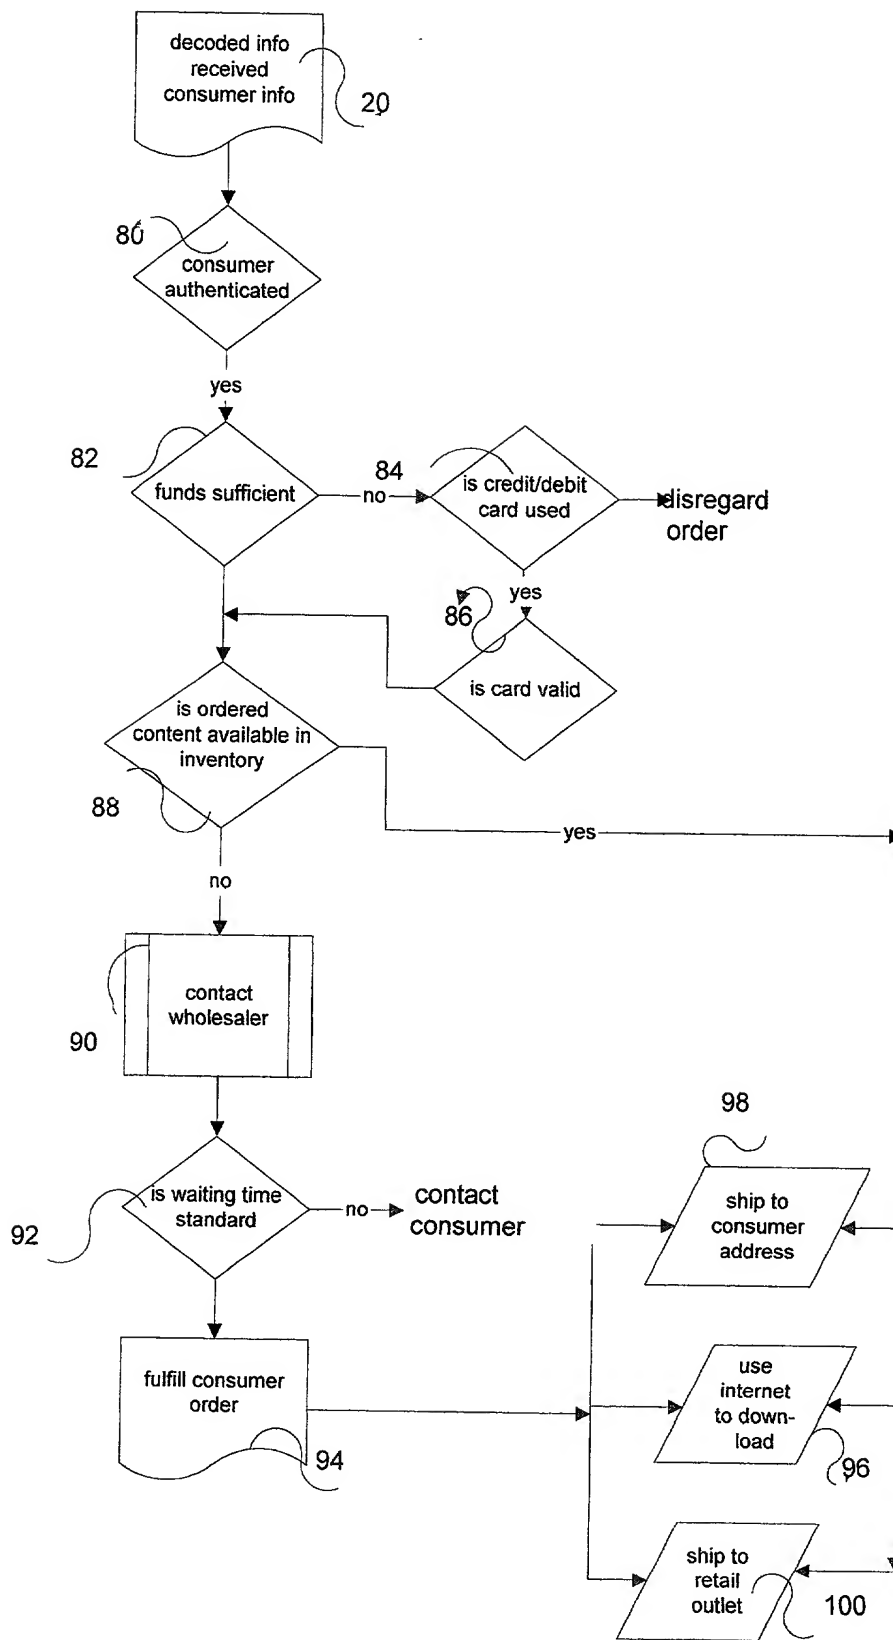 decoded info
received
consumer info
20
80
consumer
authenticated
yes
82
funds sufficient
no
84
is credit/debit
card used
disregard
order
yes
86
is card valid
is ordered
content available in
inventory
88
yes
no
contact
wholesaler
90
98
is waiting time
standard
no
contact
consumer
92
ship to
consumer
address
fulfill consumer
order
94
use
internet
to down-
load
96
ship to
retail
outlet
100